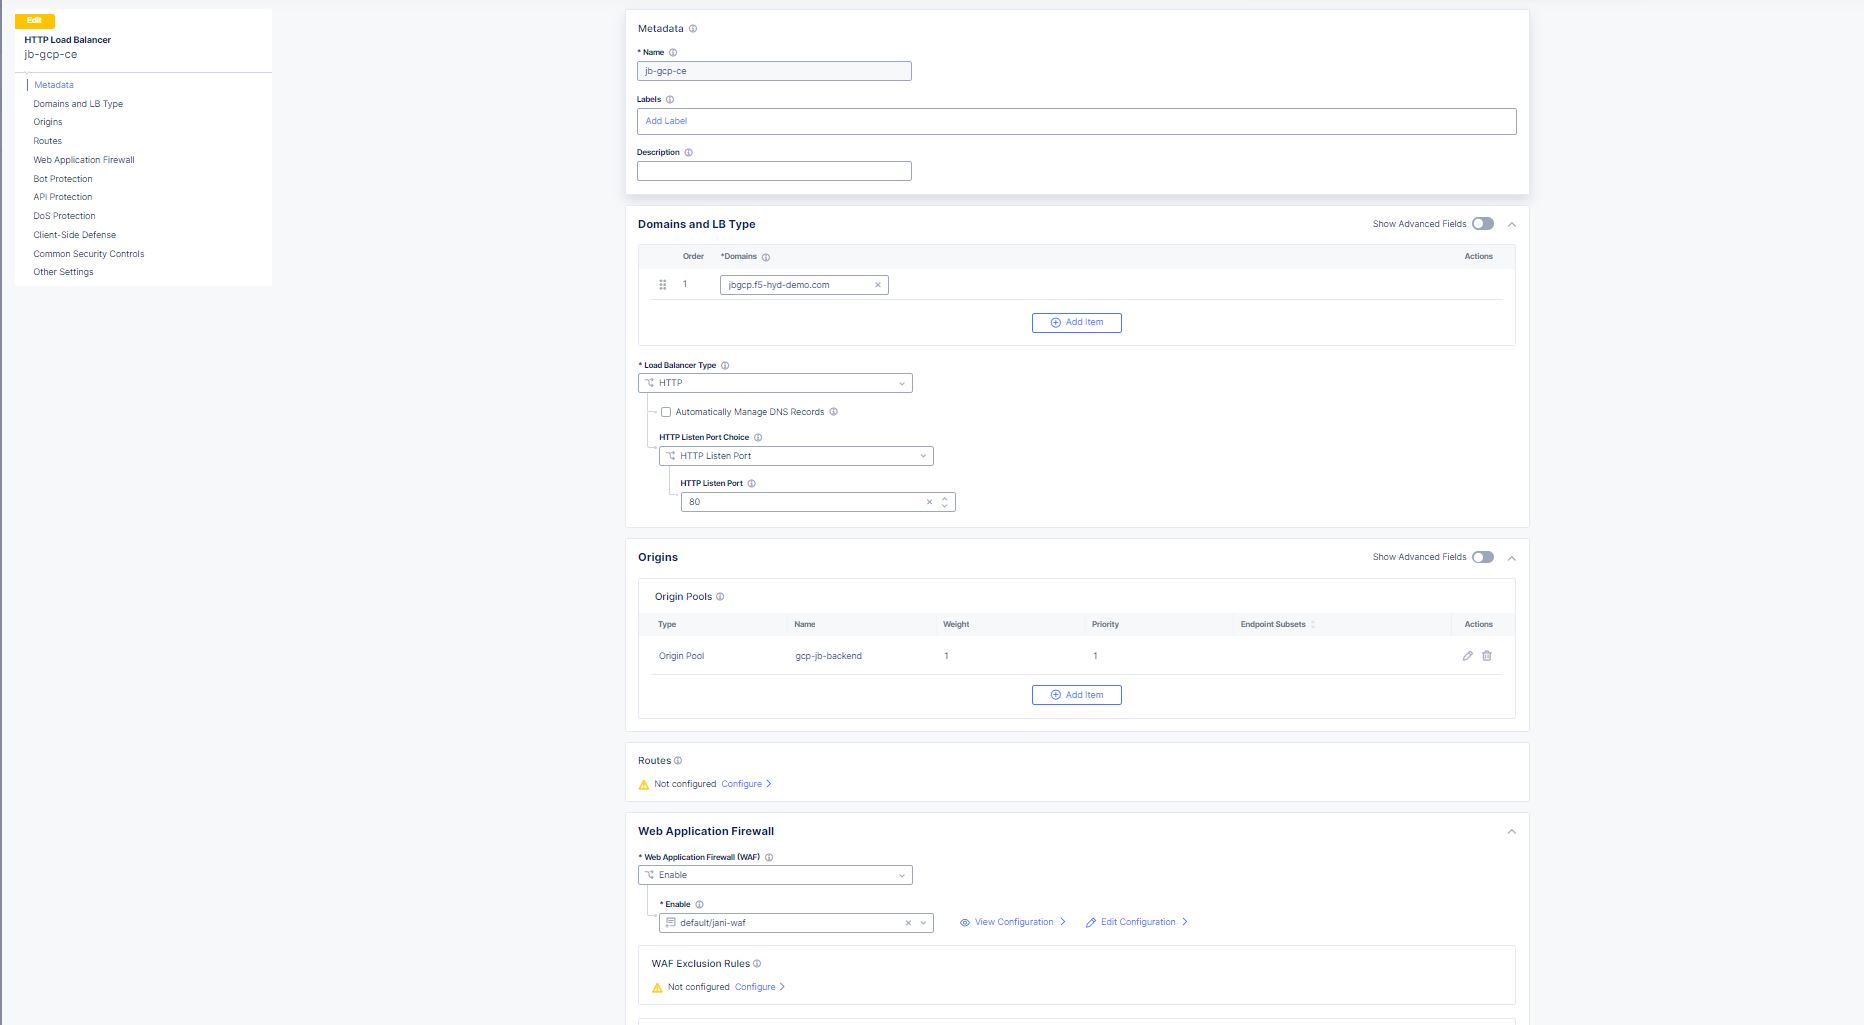 Edit
HTTP Load Balancer
jb-gcp-ce
Metadata
Domains and LB Type
Origins
Routes
Web Application Firewall
Bot Protection
API Protection
DoS Protection
Client-Side Defense
Common Security Controls
Other Settings
Metadata
* Name
jb-gcp-ce
Labels
Add Label
Description
Domains and LB Type
Show Advanced Fields
Order *Domains Actions
1 jbgcp.f5-hyd-demo.com
Add Item
* Load Balancer Type
HTTP
Automatically Manage DNS Records
HTTP Listen Port Choice
HTTP Listen Port
HTTP Listen Port
80
Origins
Show Advanced Fields
Origin Pools
Type Name Weight Priority Endpoint Subsets Actions
Origin Pool gcp-jb-backend 1 1
Add Item
Routes
Not configured Configure
Web Application Firewall
* Web Application Firewall (WAF)
Enable
* Enable
default/jani-waf View Configuration Edit Configuration
WAF Exclusion Rules
Not configured Configure